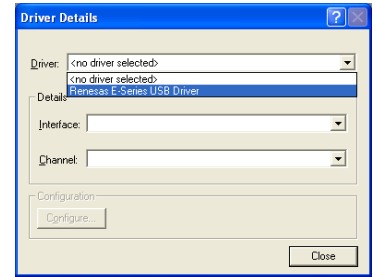 Driver Details
Driver: <no driver selected>
<no driver selected>
Renesas E-Series USB Driver
Details
Interface:
Channel:
Configuration
Configure...
Close